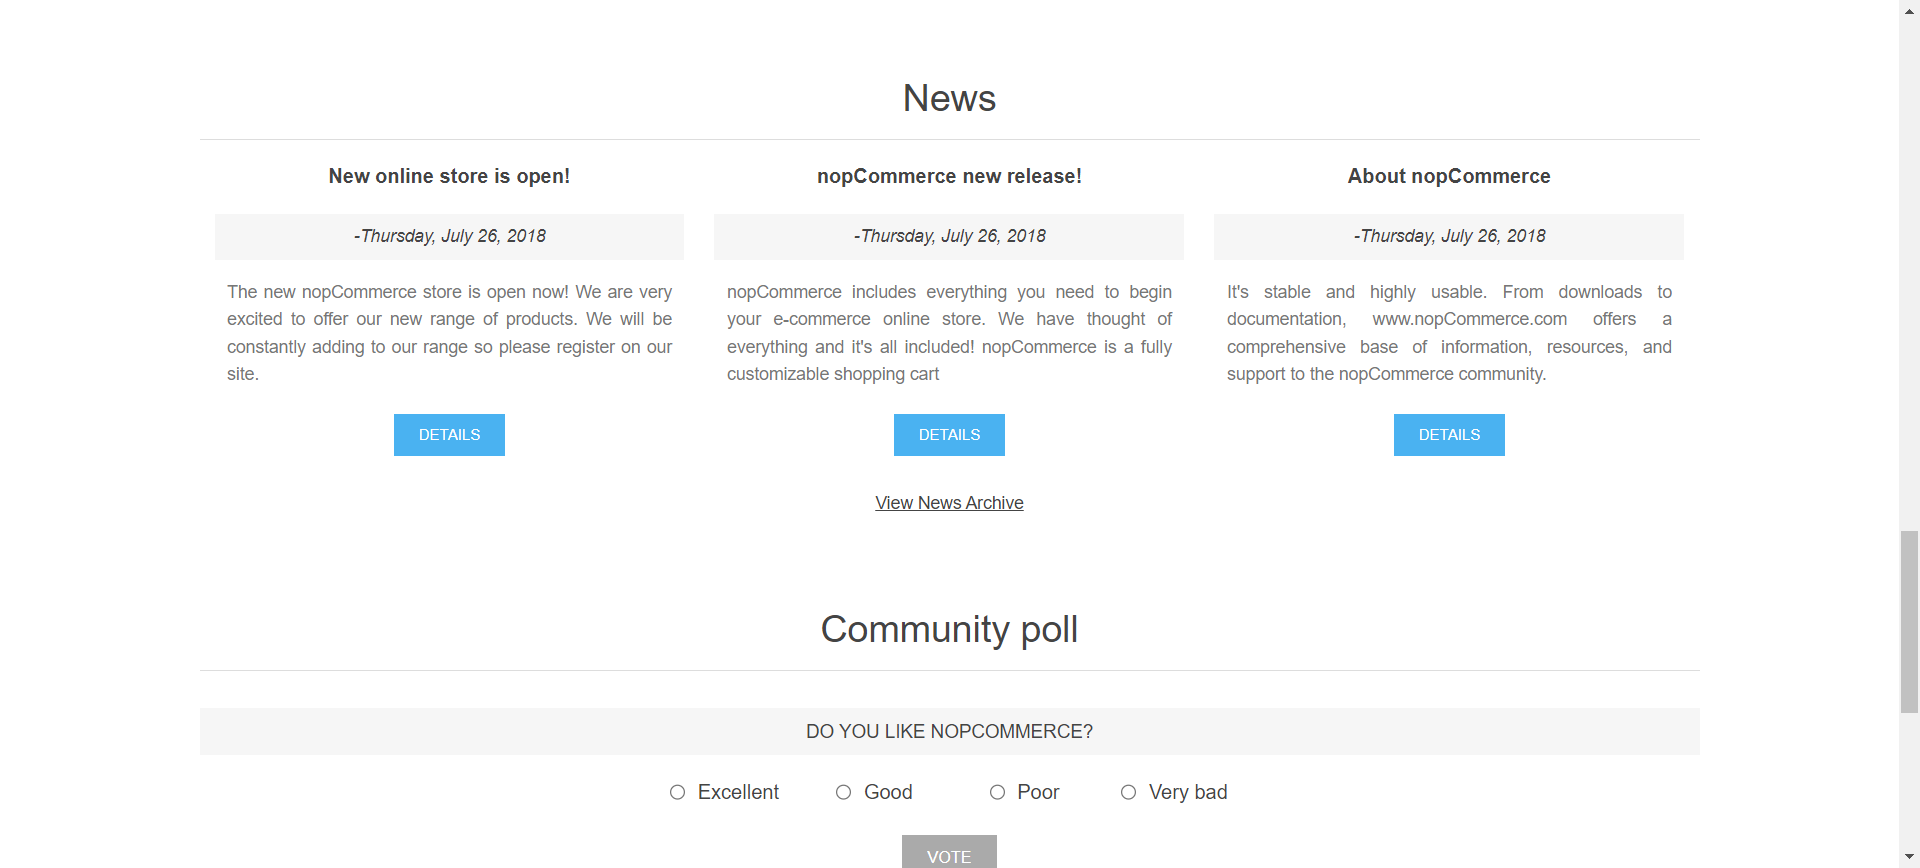 News
New online store is open!
-Thursday, July 26, 2018
The new nopCommerce store is open now! We are very
excited to offer our new range of products. We will be
constantly adding to our range so please register on our
site.
DETAILS
nopCommerce new release!
-Thursday, July 26, 2018
nopCommerce includes everything you need to begin
your e-commerce online store. We have thought of
everything and it's all included! nopCommerce is a fully
customizable shopping cart
DETAILS
About nopCommerce
-Thursday, July 26, 2018
It's stable and highly usable. From downloads to
documentation, www.nopCommerce.com offers a
comprehensive base of information, resources, and
support to the nopCommerce community.
DETAILS
View News Archive
Community poll
DO YOU LIKE NOPCOMMERCE?
Excellent Good Poor Very bad
VOTE